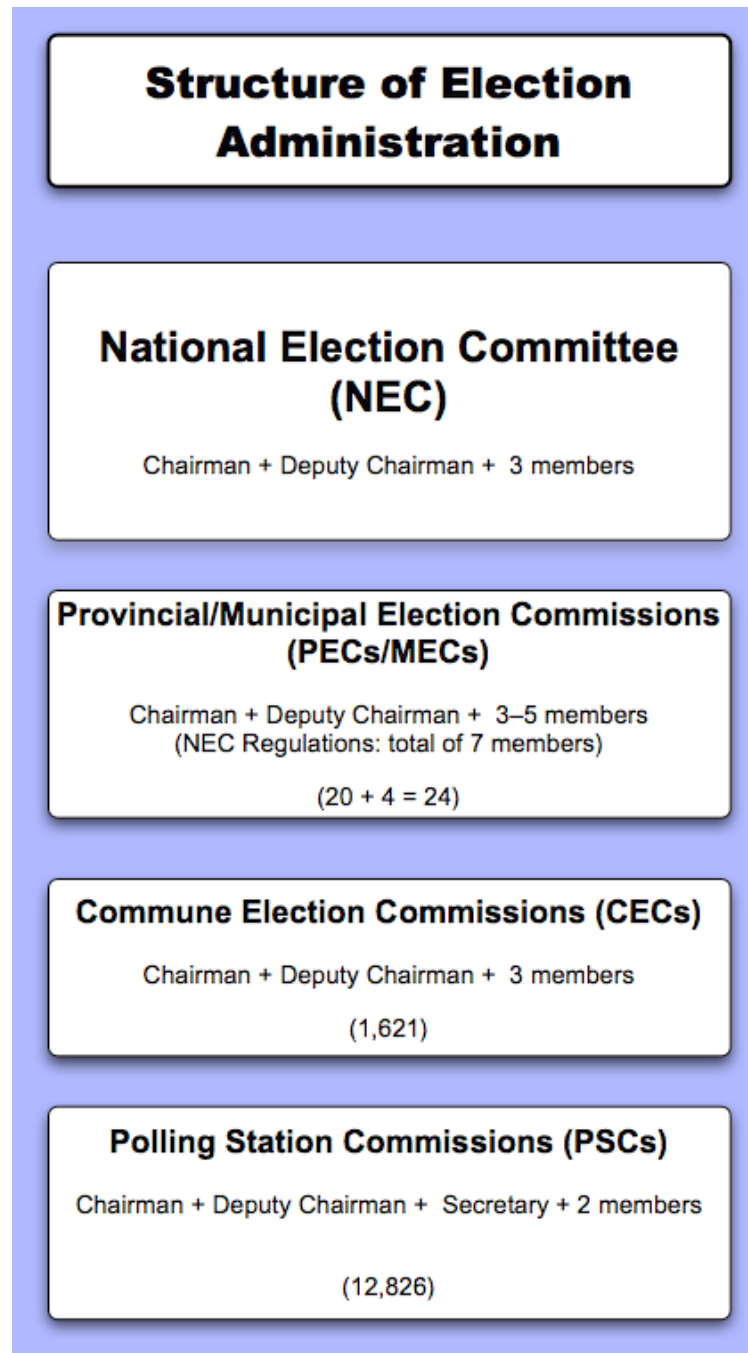 Structure of Election
Administration
National Election Committee
(NEC)
Chairman + Deputy Chairman + 3 members
Provincial/Municipal Election Commissions
(PECs/MECs)
Chairman + Deputy Chairman + 3–5 members
(NEC Regulations: total of 7 members)
(20 + 4 = 24)
Commune Election Commissions (CECs)
Chairman + Deputy Chairman + 3 members
(1,621)
Polling Station Commissions (PSCs)
Chairman + Deputy Chairman + Secretary + 2 members
(12,826)